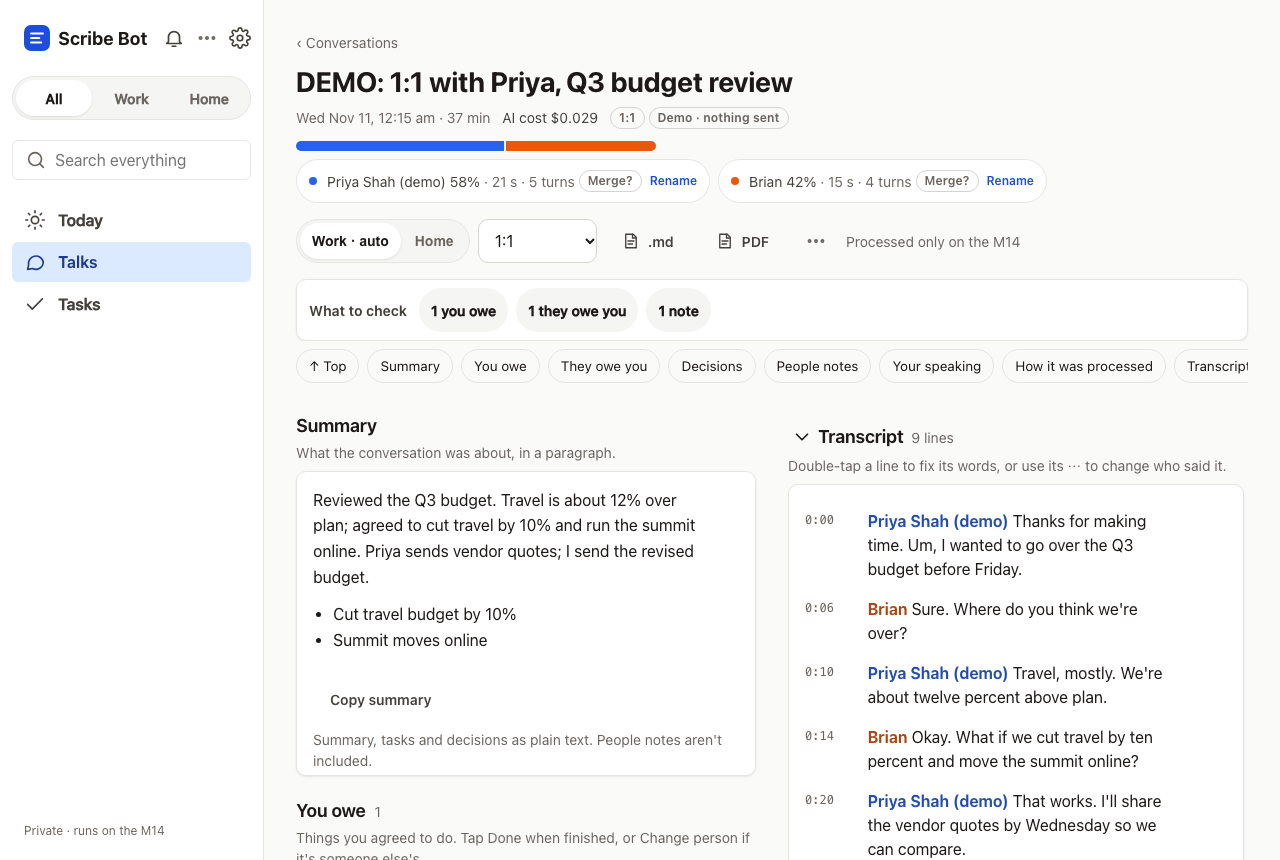 Scribe Bot
All
Work
Home
Search everything
Today
Talks
Tasks
Private · runs on the M14
‹ Conversations
DEMO: 1:1 with Priya, Q3 budget review
Wed Nov 11, 12:15 am · 37 min AI cost $0.029 1:1 Demo · nothing sent
Priya Shah (demo) 58% · 21 s · 5 turns Merge? Rename
Brian 42% · 15 s · 4 turns Merge? Rename
Work · auto Home 1:1 .md PDF ··· Processed only on the M14
What to check 1 you owe 1 they owe you 1 note
↑ Top Summary You owe They owe you Decisions People notes Your speaking How it was processed Transcript
Summary
What the conversation was about, in a paragraph.
Reviewed the Q3 budget. Travel is about 12% over
plan; agreed to cut travel by 10% and run the summit
online. Priya sends vendor quotes; I send the revised
budget.
• Cut travel budget by 10%
• Summit moves online
Copy summary
Summary, tasks and decisions as plain text. People notes aren't
included.
You owe 1
Things you agreed to do. Tap Done when finished, or Change person if
it's someone else's.
Transcript 9 lines
Double-tap a line to fix its words, or use its ··· to change who said it.
0:00 Priya Shah (demo) Thanks for making
time. Um, I wanted to go over the Q3
budget before Friday.
0:06 Brian Sure. Where do you think we're
over?
0:10 Priya Shah (demo) Travel, mostly. We're
about twelve percent above plan.
0:14 Brian Okay. What if we cut travel by ten
percent and move the summit online?
0:20 Priya Shah (demo) That works. I'll share
the vendor quotes by Wednesday so we
can compare.